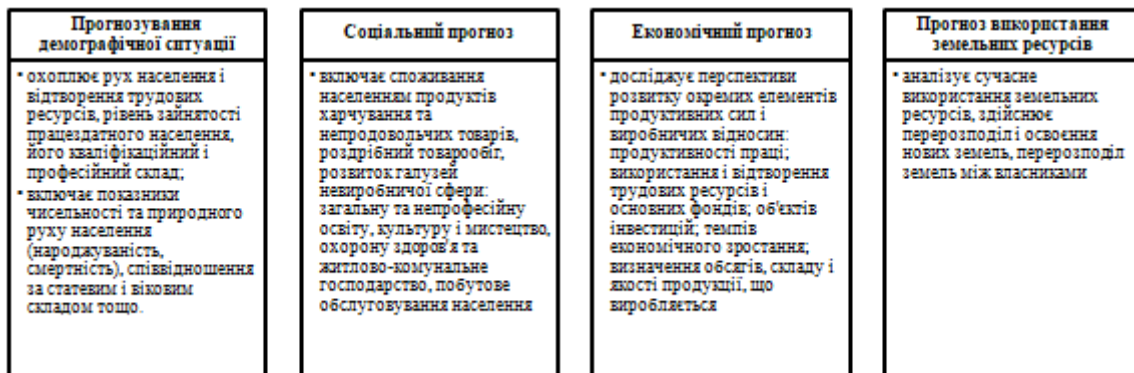 Прогнозування
демографічної ситуації
• охоплює рух населення і
відтворення трудових
ресурсів, рівень зайнятості
працездатного населення,
його кваліфікаційний і
професійний склад;
• включає показники
чисельності та природного
руху населення
(народжуваність,
смертність), співвідношення
за статевим і віковим
складом тощо.
Соціальний прогноз
• включає споживання
населенням продуктів
харчування та
непродовольчих товарів,
роздрібний товарообіг,
розвиток галузей
невиробничої сфери:
загальну та непрофесійну
освіту, культуру і мистецтво,
охорону здоров'я та
житлово-комунальне
господарство, побутове
обслуговування населення
Економічний прогноз
• досліджує перспективи
розвитку окремих елементів
продуктивних сил і
виробничих відносин:
продуктивності праці;
використання і відтворення
трудових ресурсів і
основних фондів; об'єктів
інвестицій; темпів
економічного зростання;
визначення обсягів, складу і
якості продукції, що
виробляється
Прогноз використання
земельних ресурсів
• аналізує сучасне
використання земельних
ресурсів, здійснює
перерозподіл і освоєння
нових земель, перерозподіл
земель між власниками